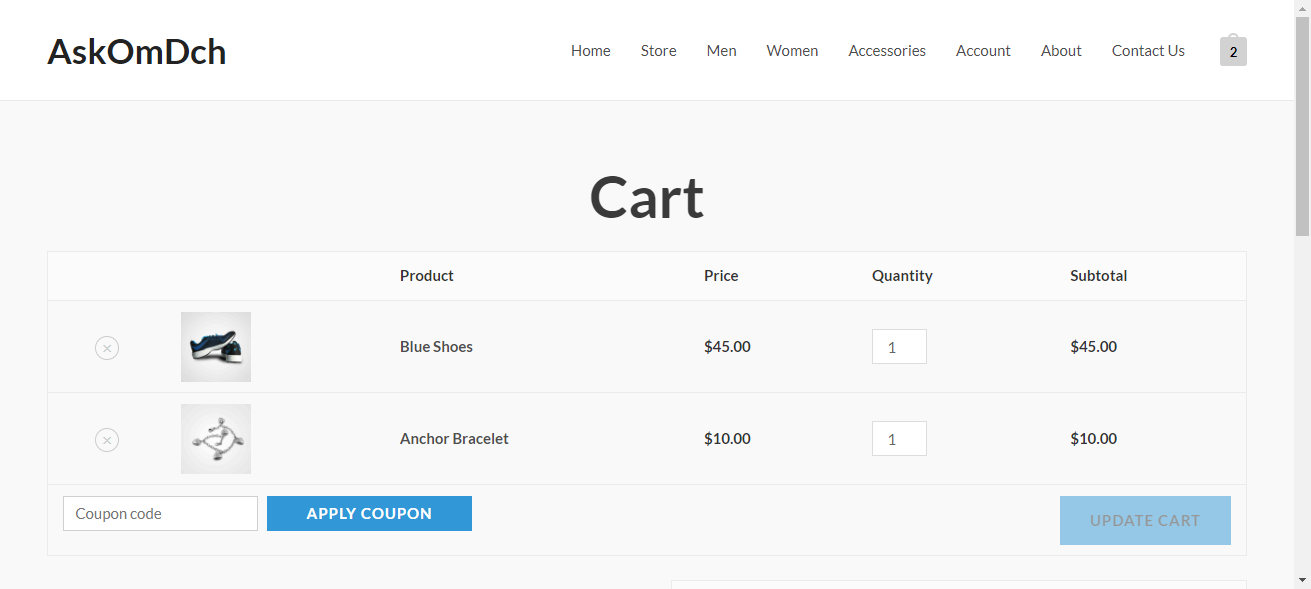 AskOmDch
Home Store Men Women Accessories Account About Contact Us 2
Cart
Product Price Quantity Subtotal
× Blue Shoes $45.00 1 $45.00
× Anchor Bracelet $10.00 1 $10.00
Coupon code APPLY COUPON UPDATE CART